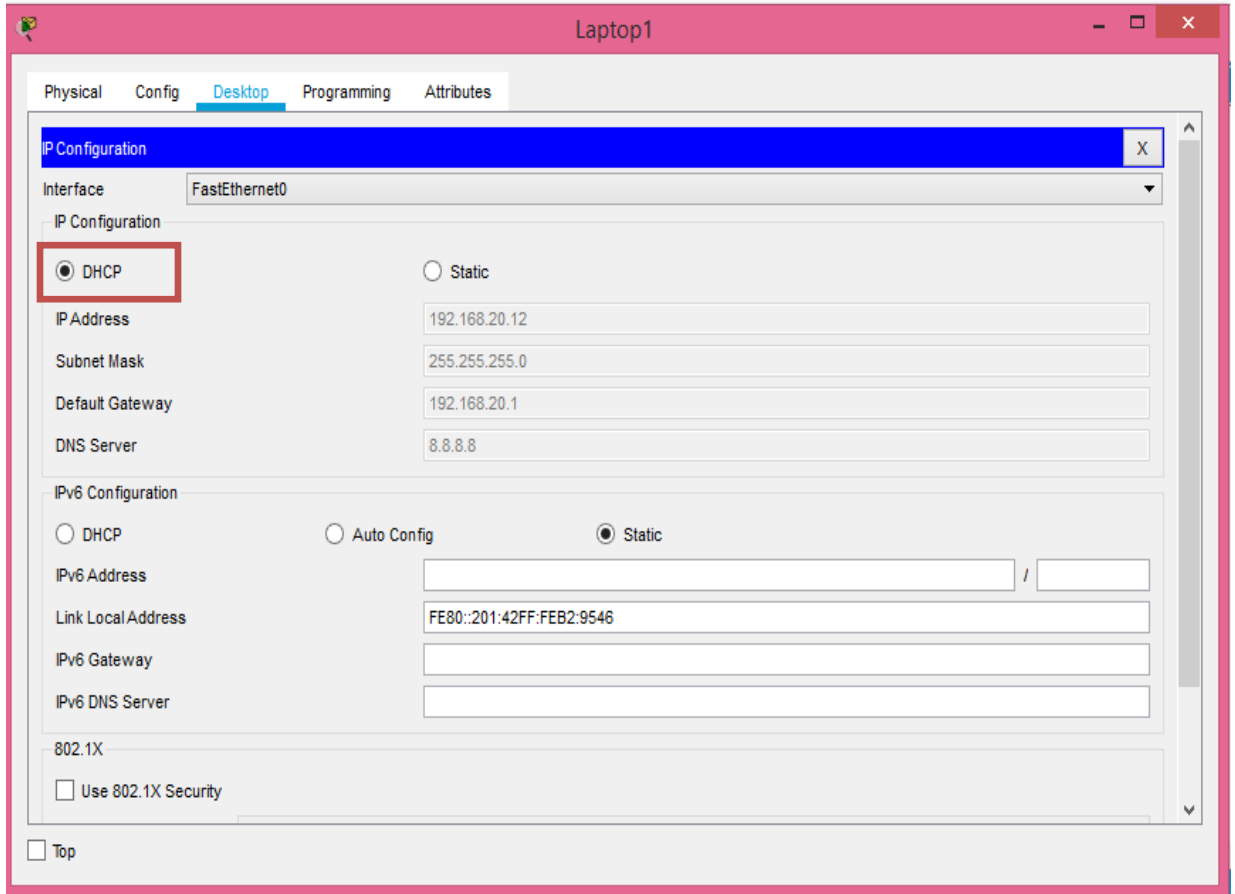 Laptop1
Physical Config Desktop Programming Attributes
IP Configuration X
Interface FastEthernet0
IP Configuration
DHCP Static
IP Address 192.168.20.12
Subnet Mask 255.255.255.0
Default Gateway 192.168.20.1
DNS Server 8.8.8.8
IPv6 Configuration
DHCP Auto Config Static
IPv6 Address /
Link Local Address FE80::201:42FF:FEB2:9546
IPv6 Gateway
IPv6 DNS Server
802.1X
Use 802.1X Security
Top